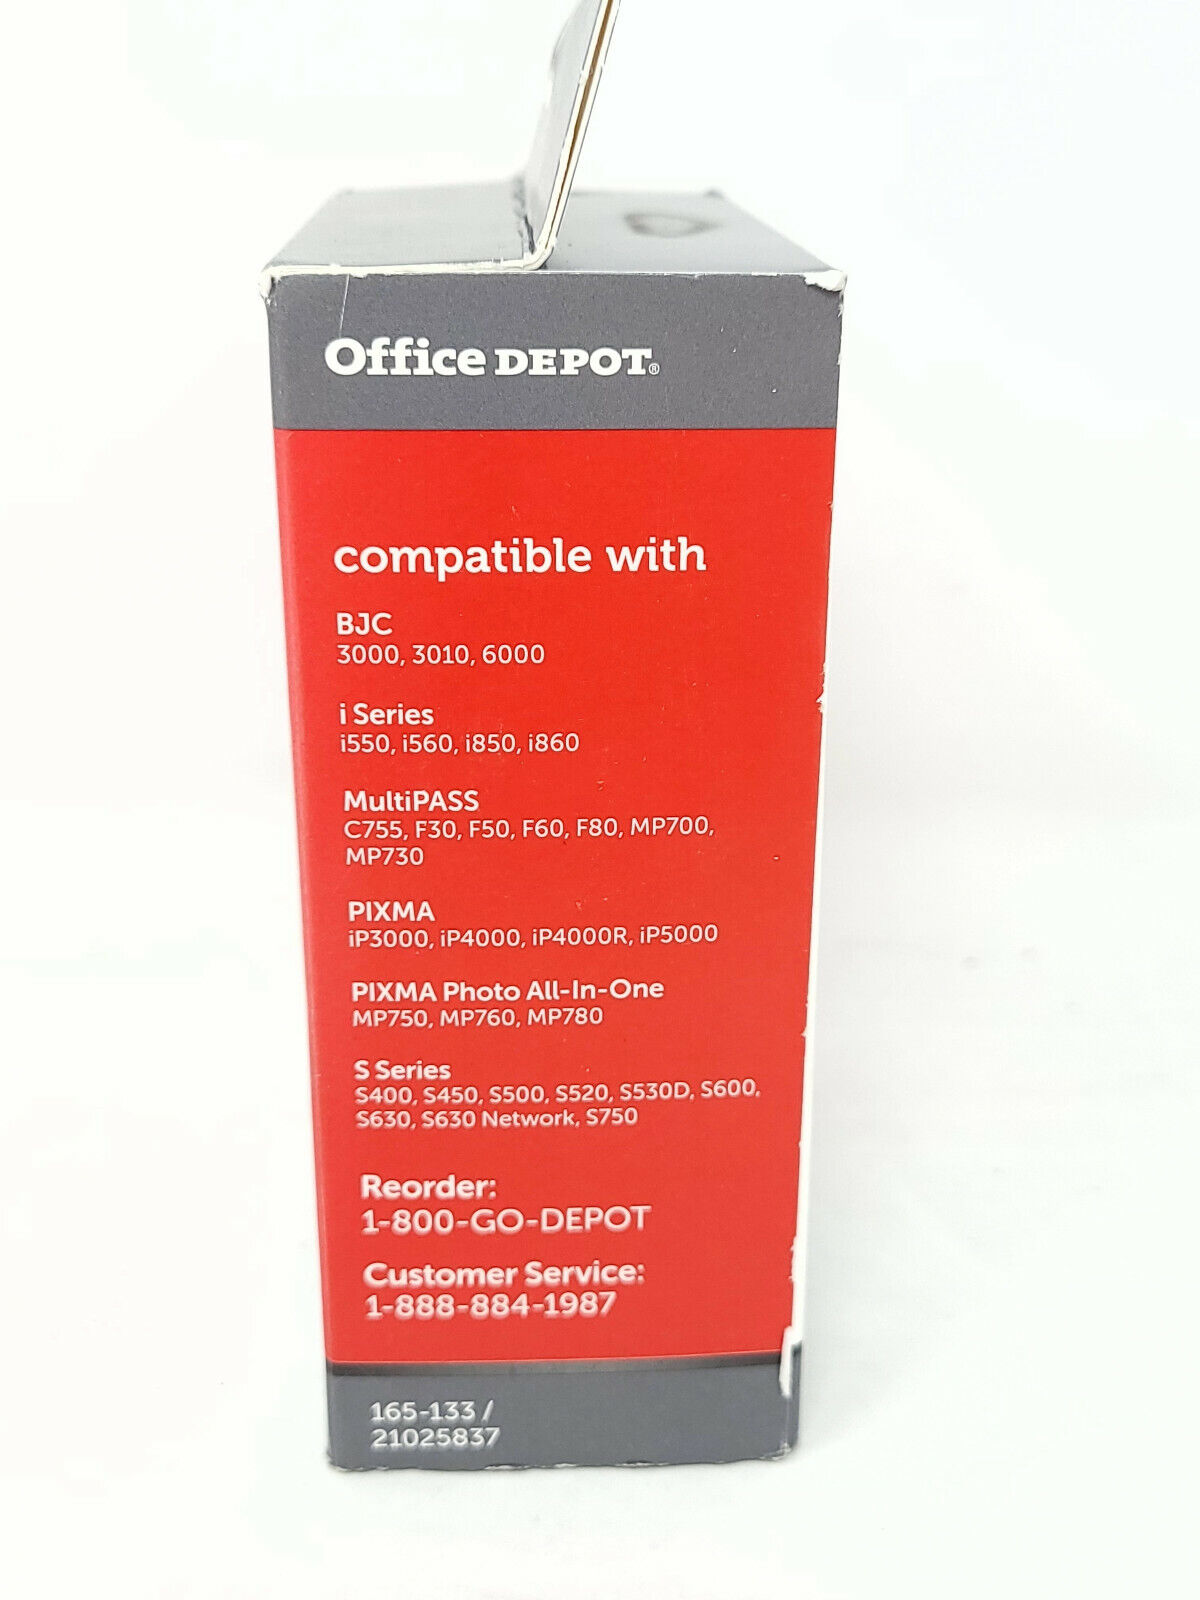 Office DEPOT®
compatible with
BJC
3000, 3010, 6000
i Series
i550, i560, i850, i860
MultiPASS
C755, F30, F50, F60, F80, MP700,
MP730
PIXMA
iP3000, iP4000, iP4000R, iP5000
PIXMA Photo All-In-One
MP750, MP760, MP780
S Series
S400, S450, S500, S520, S530D, S600,
S630, S630 Network, S750
Reorder:
1-800-GO-DEPOT
Customer Service:
1-888-884-1987
165-133 /
21025837